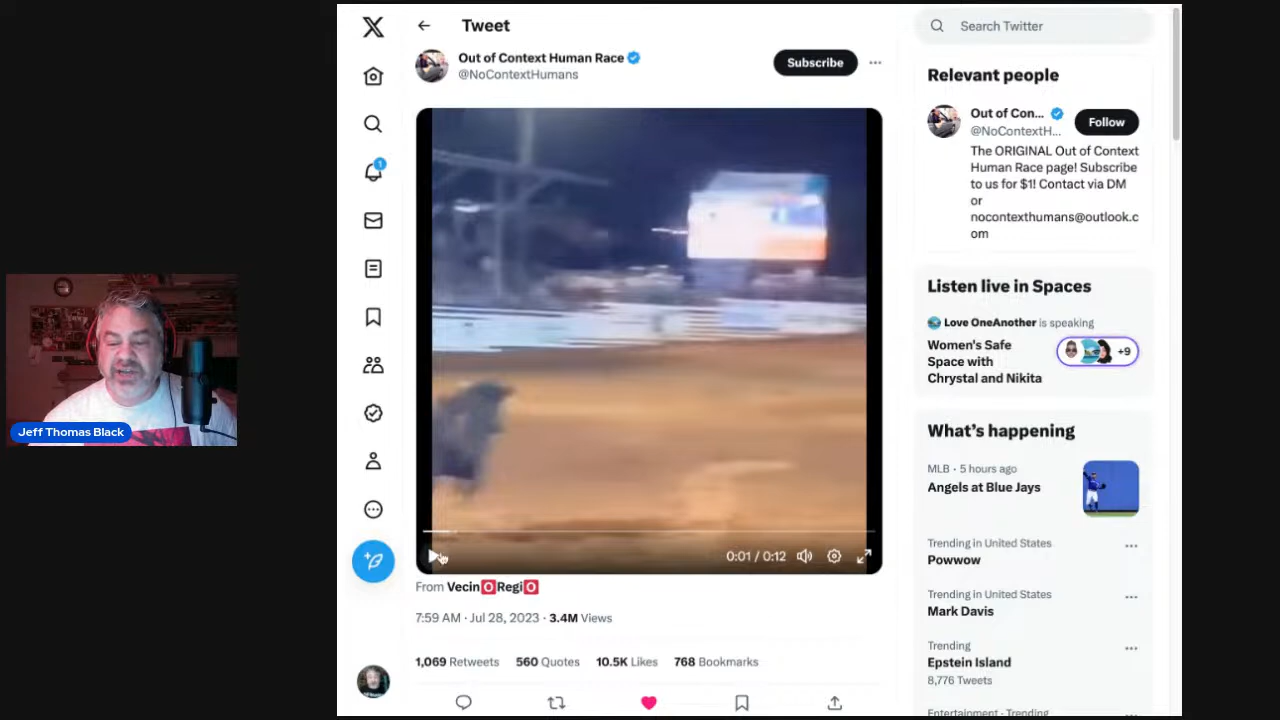 Tweet
Search Twitter
Out of Context Human Race
@NoContextHumans
Subscribe
Relevant people
Out of Con...
@NoContextH...
Follow
The ORIGINAL Out of Context
Human Race page! Subscribe
to us for $1! Contact via DM
or
nocontexthumans@outlook.c
om
Listen live in Spaces
Love OneAnother is speaking
Women's Safe
Space with
Chrystal and Nikita
+9
What's happening
MLB · 5 hours ago
Angels at Blue Jays
Trending in United States
Powwow
Trending in United States
Mark Davis
Trending
Epstein Island
8,776 Tweets
Entertainment · Trending
Jeff Thomas Black
1
0:01 / 0:12
From Vecin🅾️Regi🅾️
7:59 AM · Jul 28, 2023 · 3.4M Views
1,069 Retweets 560 Quotes 10.5K Likes 768 Bookmarks